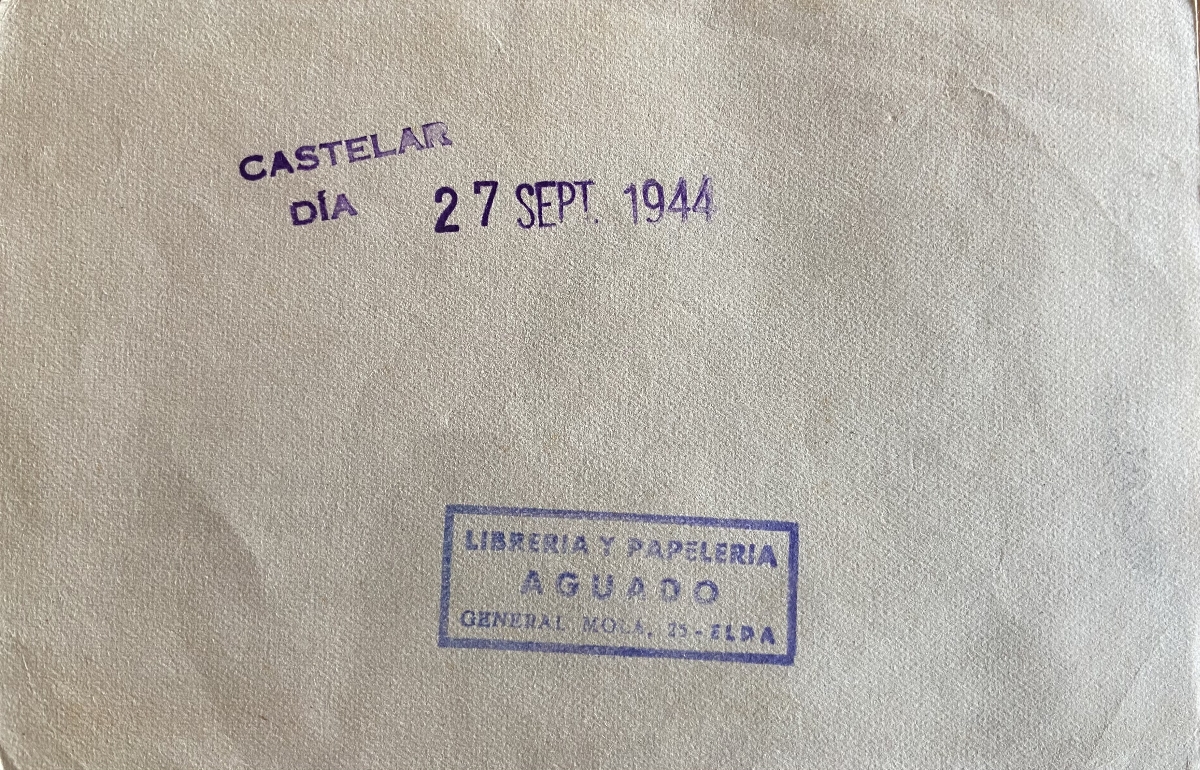 CASTELAR
DÍA 27 SEPT. 1944
LIBRERIA Y PAPELERIA
AGUADO
GENERAL MOLA, 25 - ELDA